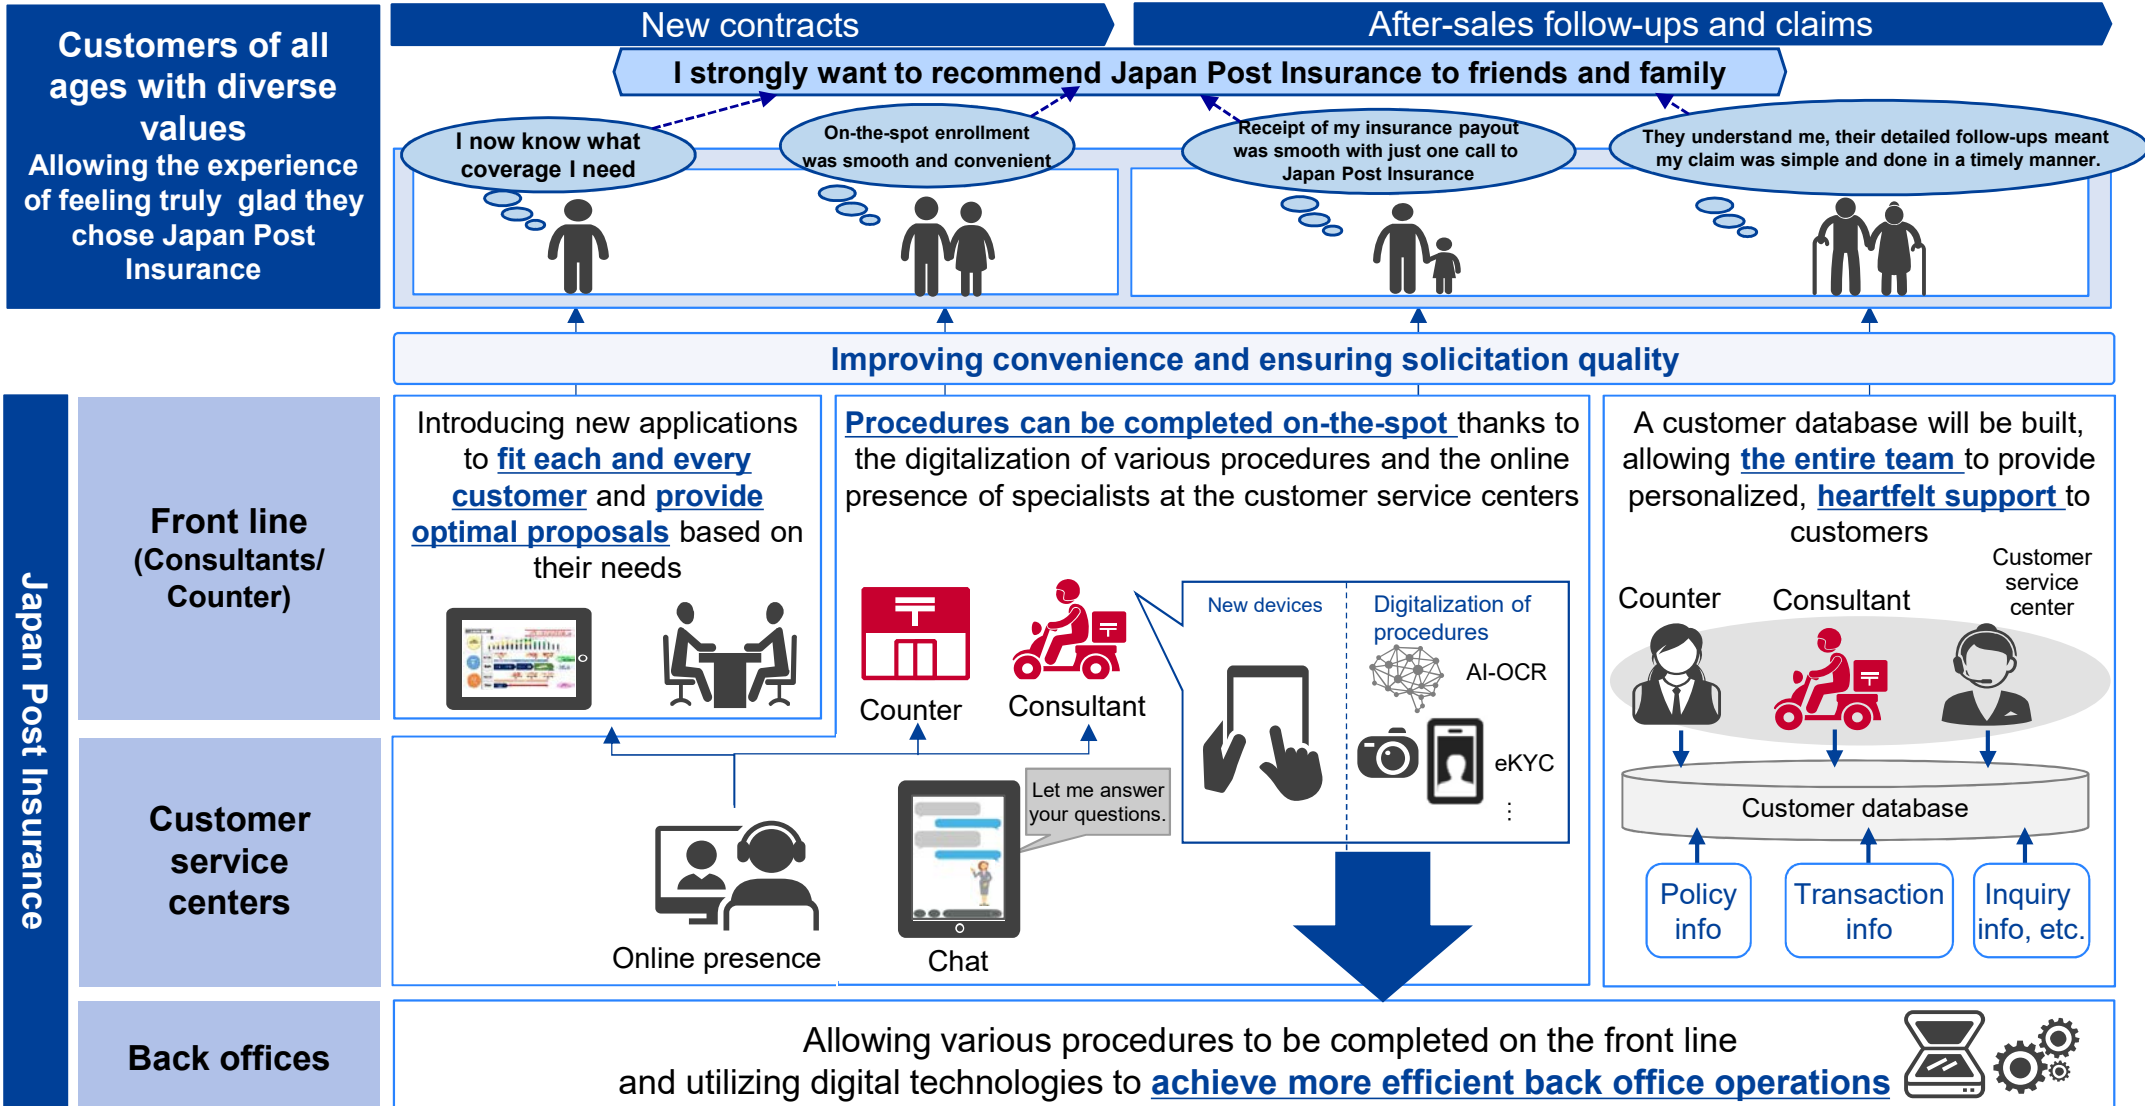 Customers of all
ages with diverse
values
Allowing the experience
of feeling truly glad they
chose Japan Post
Insurance
New contracts
After-sales follow-ups and claims
I strongly want to recommend Japan Post Insurance to friends and family
I now know what
coverage I need
On-the-spot enrollment
was smooth and convenient
Receipt of my insurance payout
was smooth with just one call to
Japan Post Insurance
They understand me, their detailed follow-ups meant
my claim was simple and done in a timely manner.
Improving convenience and ensuring solicitation quality
Japan Post Insurance
Front line
(Consultants/
Counter)
Introducing new applications
to fit each and every
customer and provide
optimal proposals based on
their needs
Procedures can be completed on-the-spot thanks to
the digitalization of various procedures and the online
presence of specialists at the customer service centers
Counter
Consultant
New devices
Digitalization of
procedures
AI-OCR
eKYC
⋮
A customer database will be built,
allowing the entire team to provide
personalized, heartfelt support to
customers
Counter
Consultant
Customer
service
center
Customer database
Policy
info
Transaction
info
Inquiry
info, etc.
Customer
service
centers
Online presence
Chat
Let me answer
your questions.
Back offices
Allowing various procedures to be completed on the front line
and utilizing digital technologies to achieve more efficient back office operations